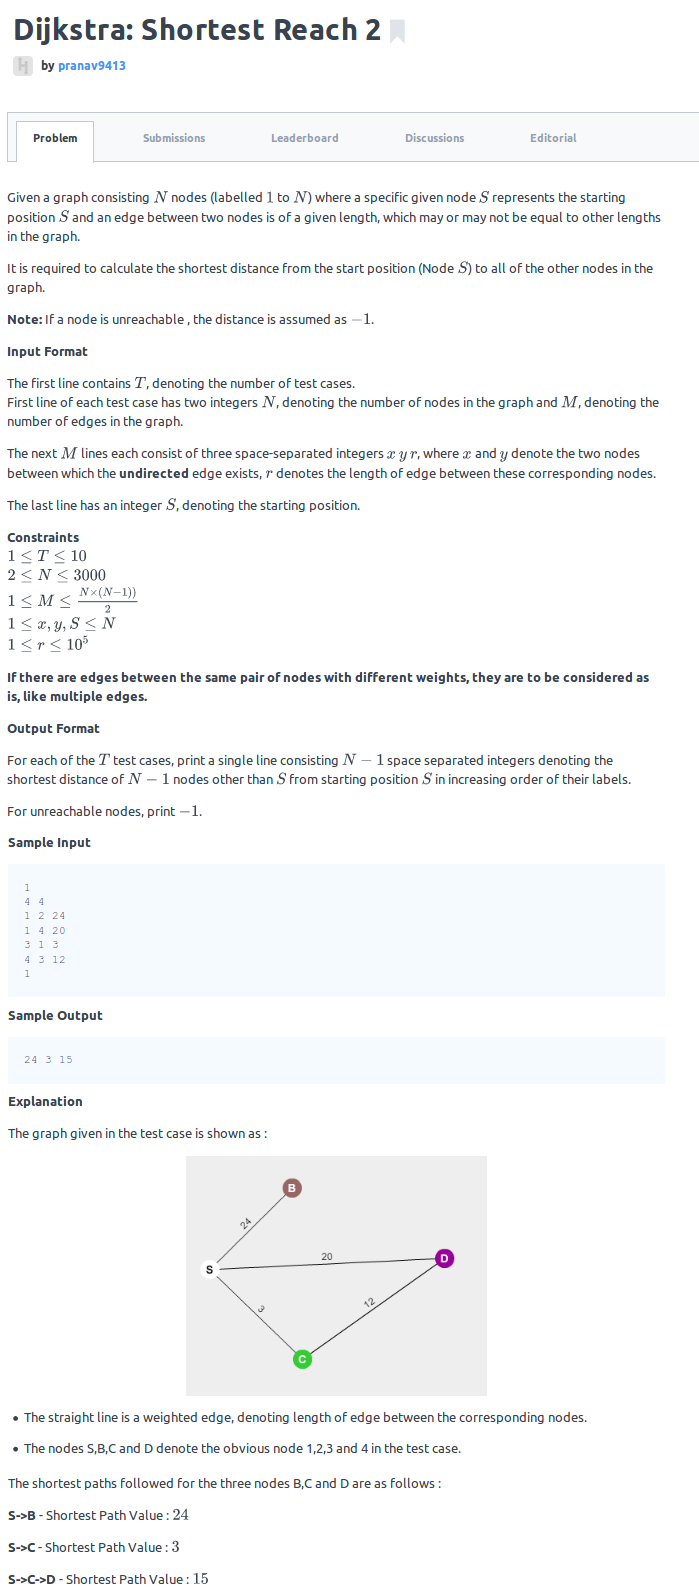 Dijkstra: Shortest Reach 2
by pranav9413
Problem Submissions Leaderboard Discussions Editorial
Given a graph consisting N nodes (labelled 1 to N) where a specific given node S represents the starting
position S and an edge between two nodes is of a given length, which may or may not be equal to other lengths
in the graph.
It is required to calculate the shortest distance from the start position (Node S) to all of the other nodes in the
graph.
Note: If a node is unreachable , the distance is assumed as −1.
Input Format
The first line contains T, denoting the number of test cases.
First line of each test case has two integers N, denoting the number of nodes in the graph and M, denoting the
number of edges in the graph.
The next M lines each consist of three space-separated integers x y r, where x and y denote the two nodes
between which the undirected edge exists, r denotes the length of edge between these corresponding nodes.
The last line has an integer S, denoting the starting position.
Constraints
1 ≤ T ≤ 10
2 ≤ N ≤ 3000
1 ≤ M ≤ N×(N−1))/2
1 ≤ x, y, S ≤ N
1 ≤ r ≤ 10^5
If there are edges between the same pair of nodes with different weights, they are to be considered as
is, like multiple edges.
Output Format
For each of the T test cases, print a single line consisting N − 1 space separated integers denoting the
shortest distance of N − 1 nodes other than S from starting position S in increasing order of their labels.
For unreachable nodes, print −1.
Sample Input
1
4 4
1 2 24
1 4 20
3 1 3
4 3 12
1
Sample Output
24 3 15
Explanation
The graph given in the test case is shown as :
B
24
20
D
S
3
12
C
• The straight line is a weighted edge, denoting length of edge between the corresponding nodes.
• The nodes S,B,C and D denote the obvious node 1,2,3 and 4 in the test case.
The shortest paths followed for the three nodes B,C and D are as follows :
S->B - Shortest Path Value : 24
S->C - Shortest Path Value : 3
S->C->D - Shortest Path Value : 15